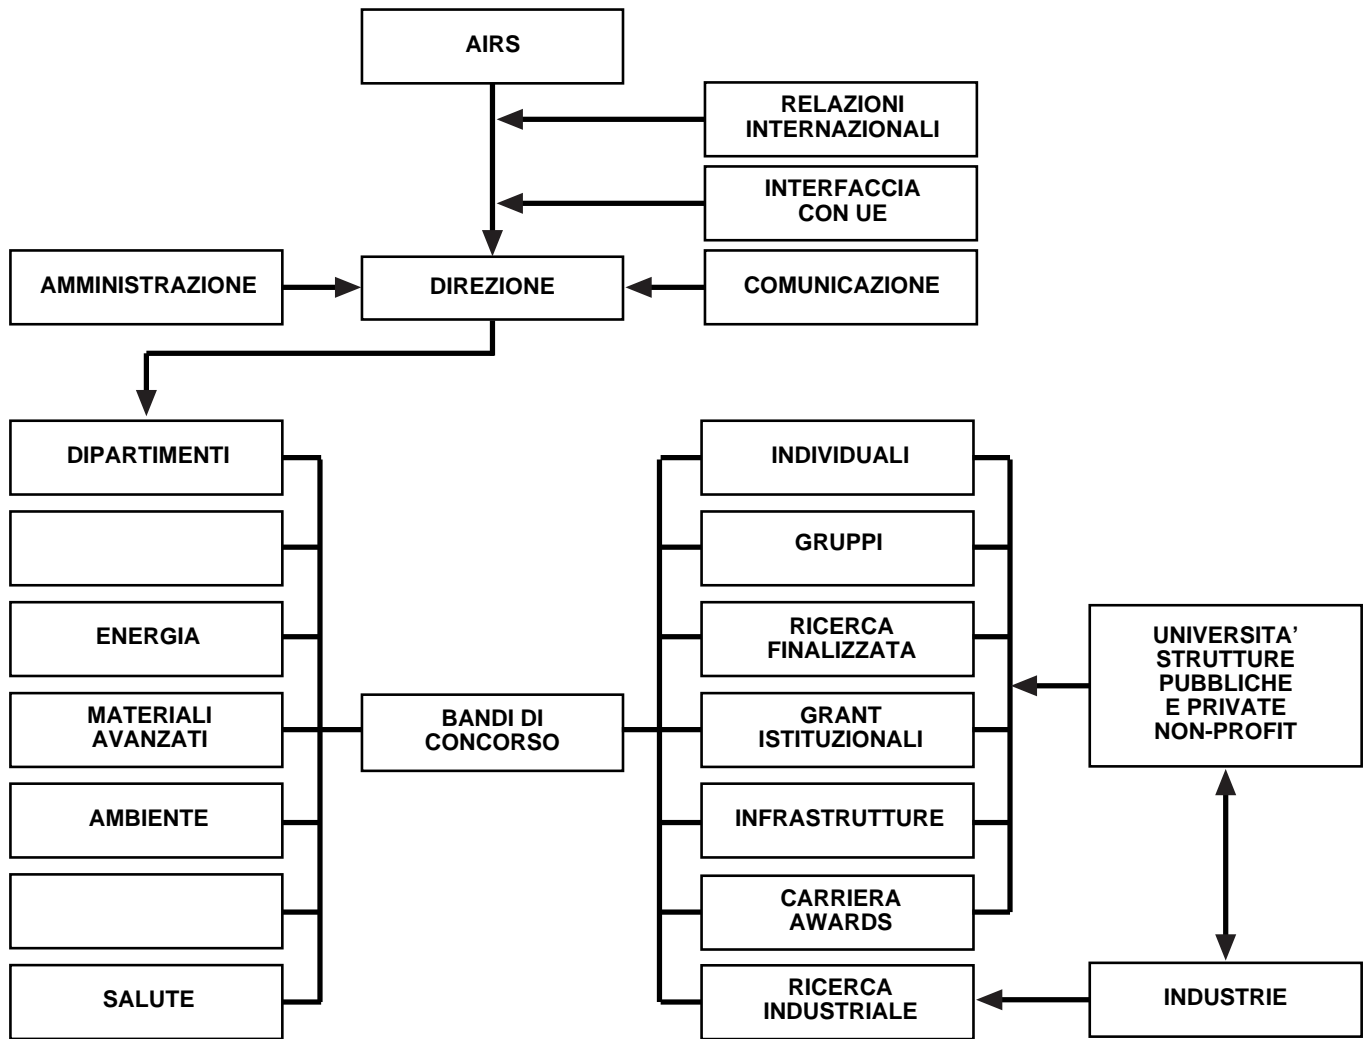 AIRS
RELAZIONI
INTERNAZIONALI
INTERFACCIA
CON UE
AMMINISTRAZIONE
DIREZIONE
COMUNICAZIONE
DIPARTIMENTI
ENERGIA
MATERIALI
AVANZATI
AMBIENTE
SALUTE
BANDI DI
CONCORSO
INDIVIDUALI
GRUPPI
RICERCA
FINALIZZATA
GRANT
ISTITUZIONALI
INFRASTRUTTURE
CARRIERA
AWARDS
RICERCA
INDUSTRIALE
UNIVERSITA’
STRUTTURE
PUBBLICHE
E PRIVATE
NON-PROFIT
INDUSTRIE